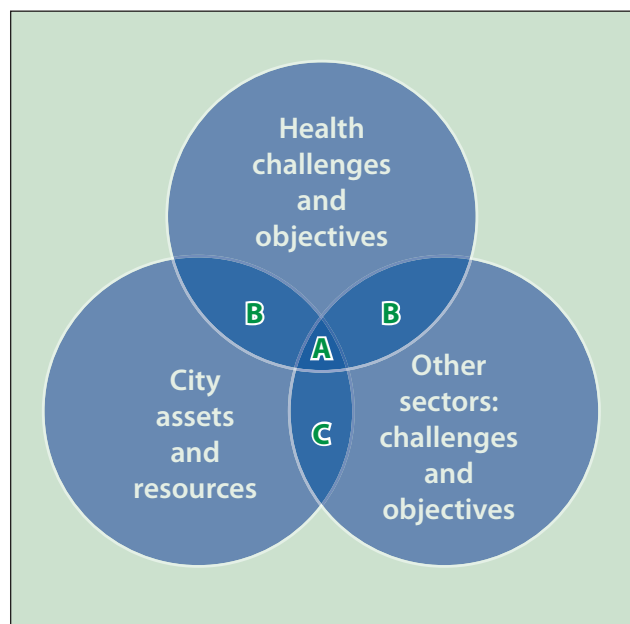 Health
challenges
and
objectives
B
B
A
City
assets
and
resources
C
Other
sectors:
challenges
and
objectives